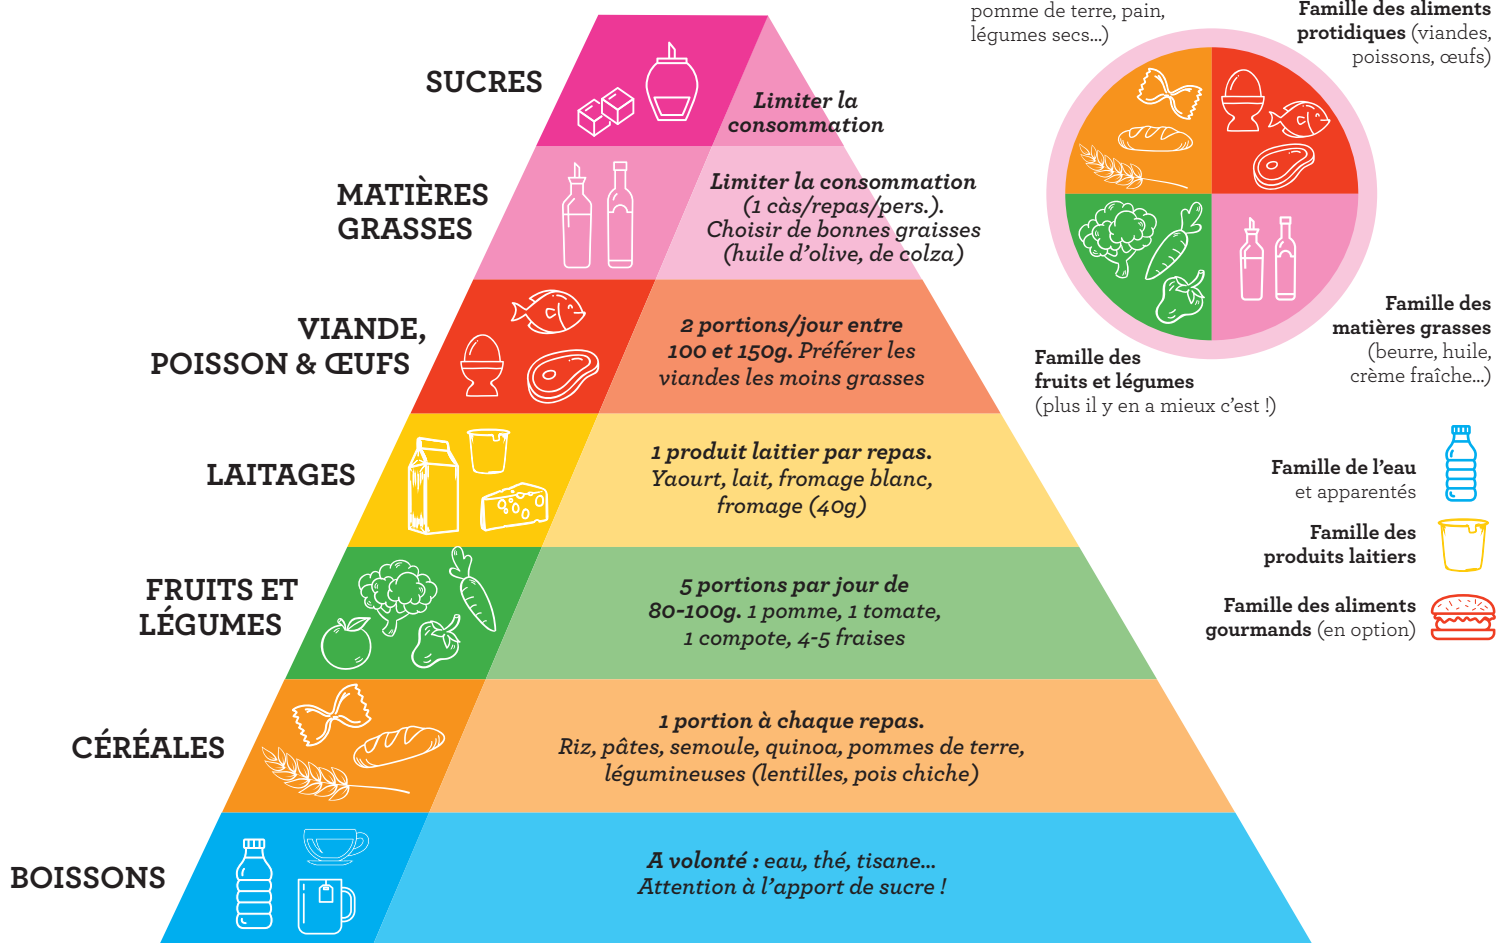 SUCRES
Limiter la
consommation
MATIÈRES
GRASSES
Limiter la consommation
(1 càs/repas/pers.).
Choisir de bonnes graisses
(huile d’olive, de colza)
VIANDE,
POISSON & ŒUFS
2 portions/jour entre
100 et 150g. Préférer les
viandes les moins grasses
LAITAGES
1 produit laitier par repas.
Yaourt, lait, fromage blanc,
fromage (40g)
FRUITS ET
LÉGUMES
5 portions par jour de
80-100g. 1 pomme, 1 tomate,
1 compote, 4-5 fraises
CÉRÉALES
1 portion à chaque repas.
Riz, pâtes, semoule, quinoa, pommes de terre,
légumineuses (lentilles, pois chiche)
BOISSONS
A volonté : eau, thé, tisane...
Attention à l’apport de sucre !
pomme de terre, pain,
légumes secs...)
Famille des aliments
protidiques (viandes,
poissons, œufs)
Famille des
fruits et légumes
(plus il y en a mieux c’est !)
Famille des
matières grasses
(beurre, huile,
crème fraîche...)
Famille de l’eau
et apparentés
Famille des
produits laitiers
Famille des aliments
gourmands (en option)